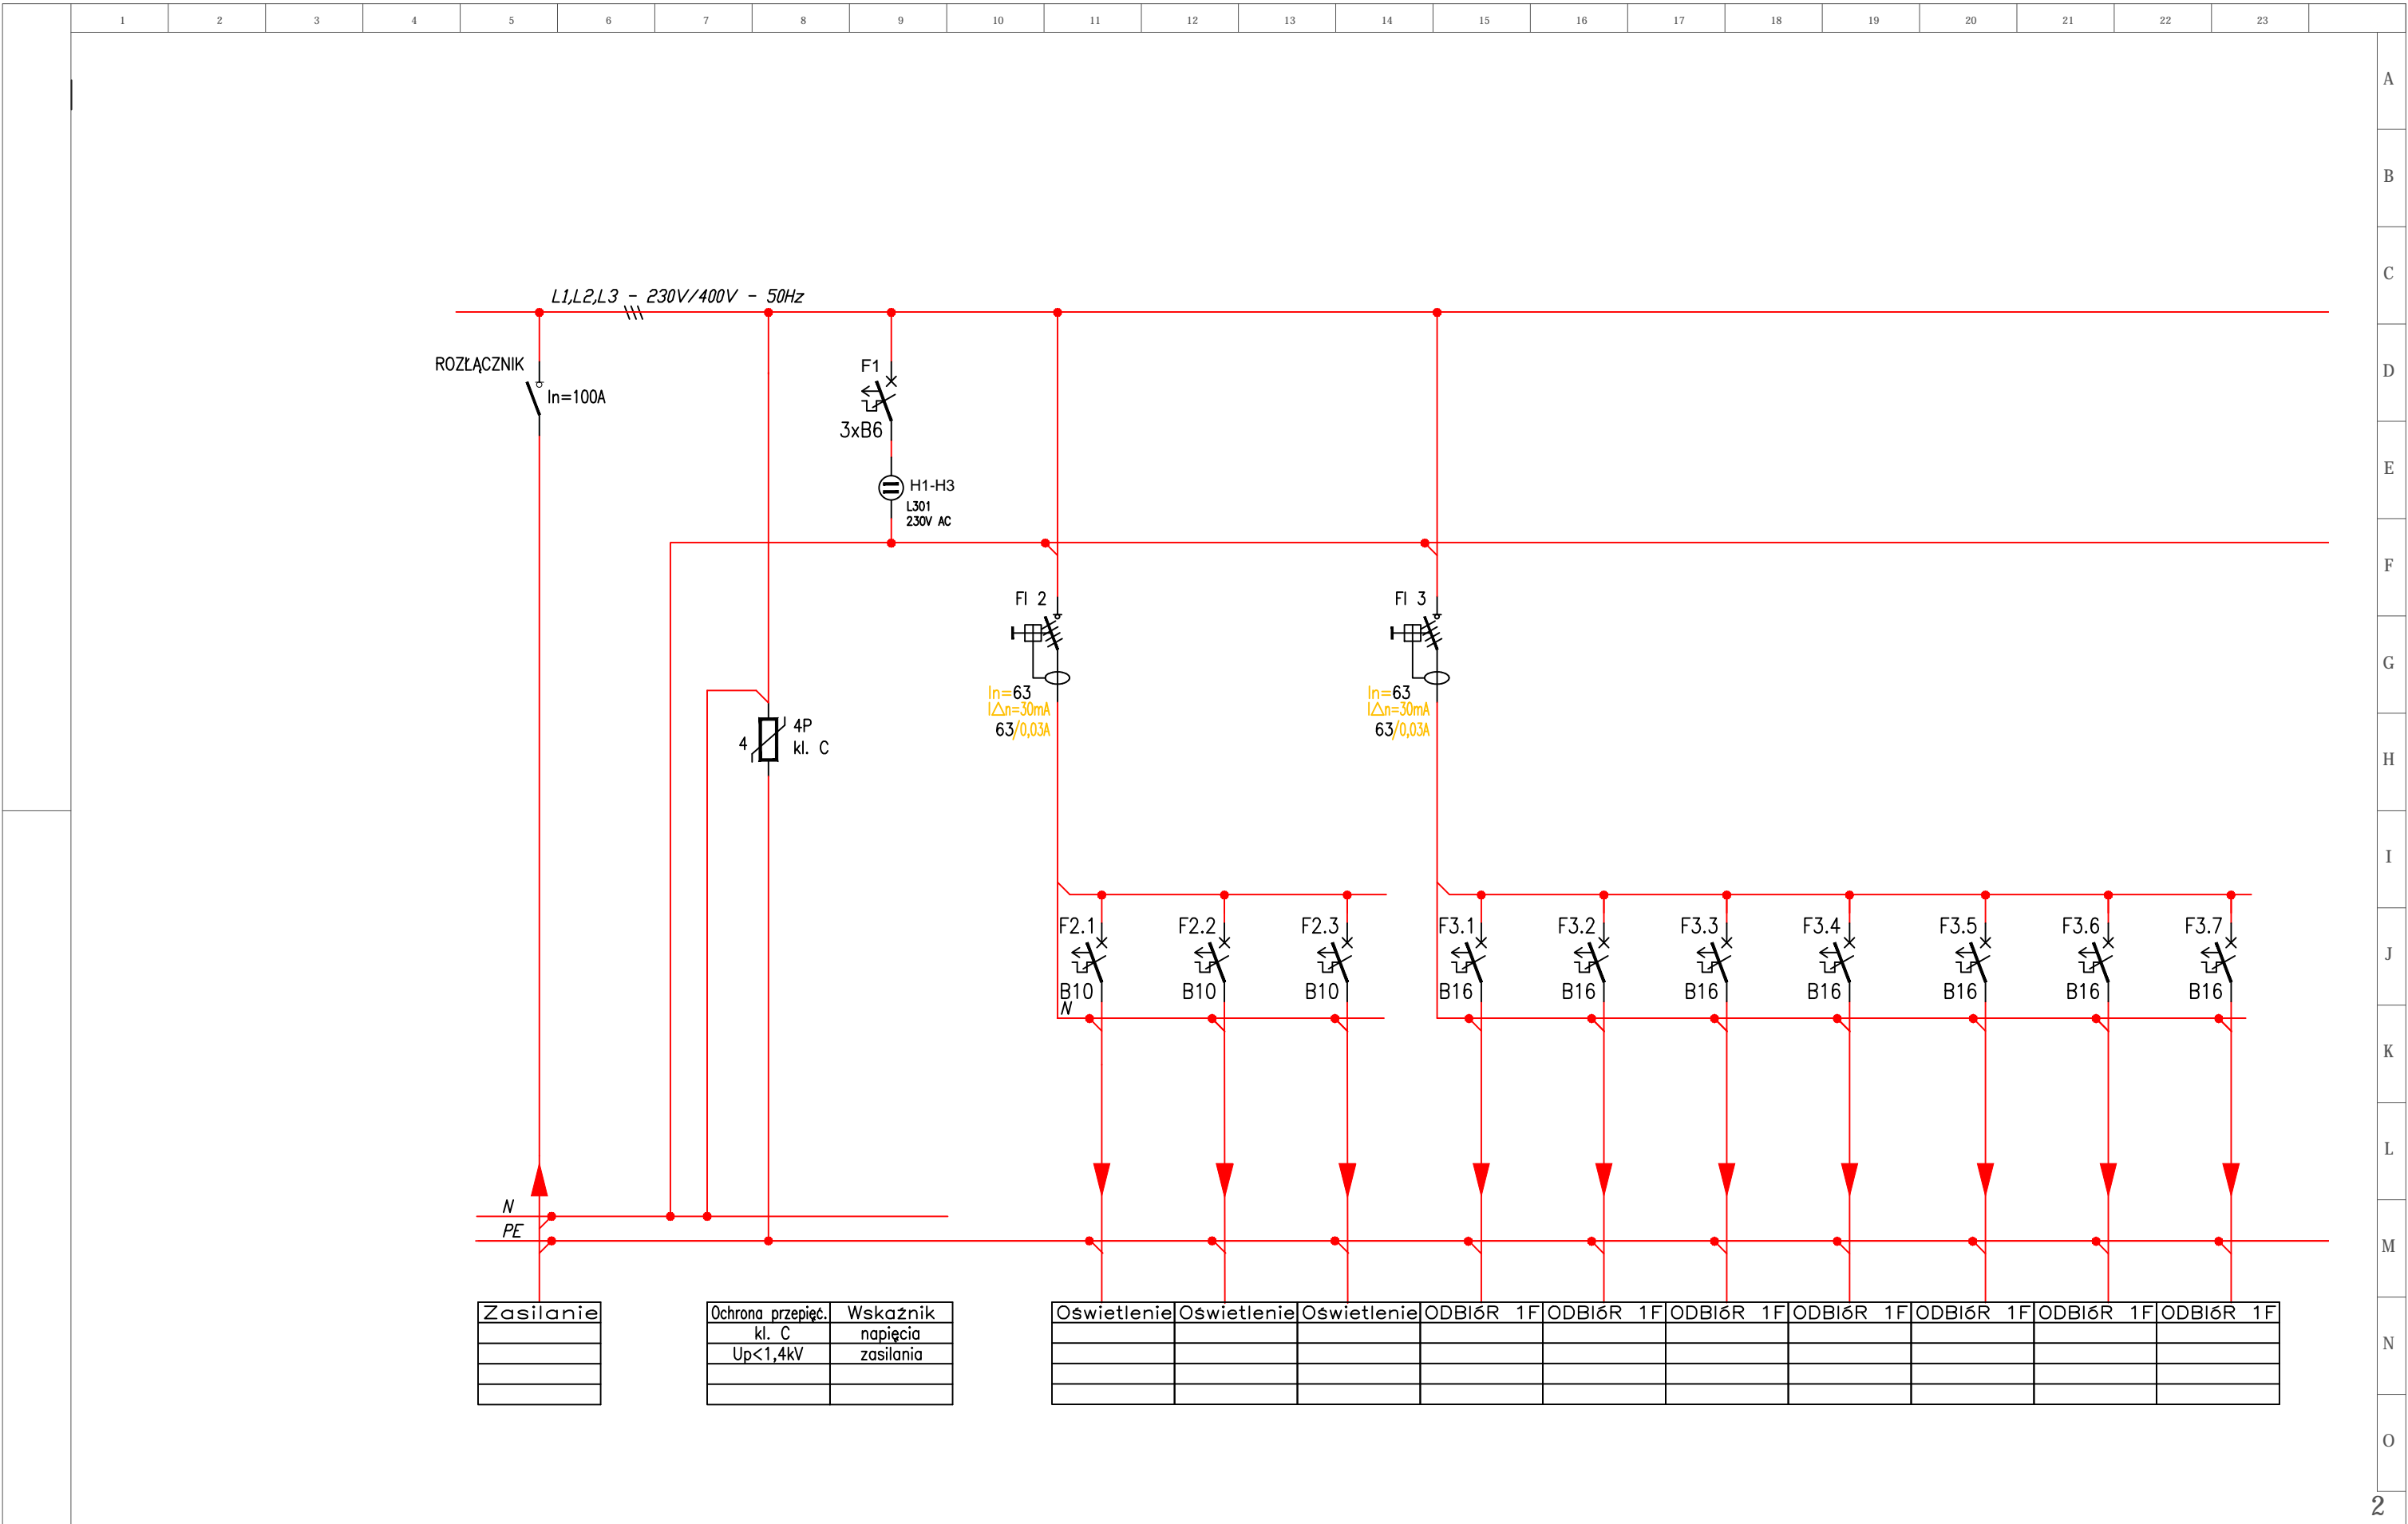 1 2 3 4 5 6 7 8 9 10 11 12 13 14 15 16 17 18 19 20 21 22 23
A
B
C
L1,L2,L3 - 230V/400V - 50Hz
D
ROZŁĄCZNIK
In=100A
F1
3xB6
E
H1-H3
L301
230V AC
F
FI 2
FI 3
G
In=63
I△n=30mA
63/0,03A
In=63
I△n=30mA
63/0,03A
4
4P
kl. C
H
I
F2.1 F2.2 F2.3 F3.1 F3.2 F3.3 F3.4 F3.5 F3.6 F3.7
J
B10 B10 B10 B16 B16 B16 B16 B16 B16 B16
N
K
L
N
PE
M
Zasilanie
Ochrona przepięć. Wskaźnik
kl. C napięcia
Up<1,4kV zasilania
Oświetlenie Oświetlenie Oświetlenie ODBIóR 1F ODBIóR 1F ODBIóR 1F ODBIóR 1F ODBIóR 1F ODBIóR 1F ODBIóR 1F
N
O
2